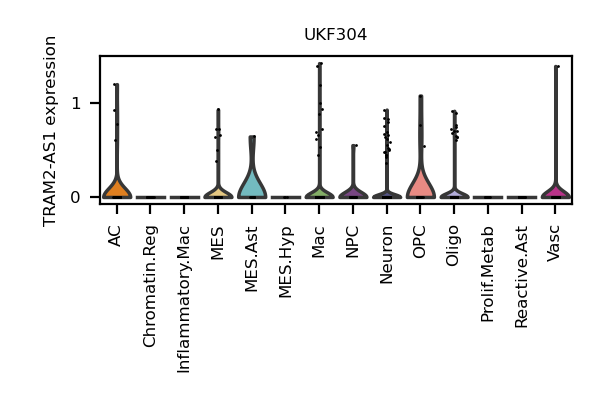 UKF304
TRAM2-AS1 expression
1
0
AC
Chromatin.Reg
Inflammatory.Mac
MES
MES.Ast
MES.Hyp
Mac
NPC
Neuron
OPC
Oligo
Prolif.Metab
Reactive.Ast
Vasc